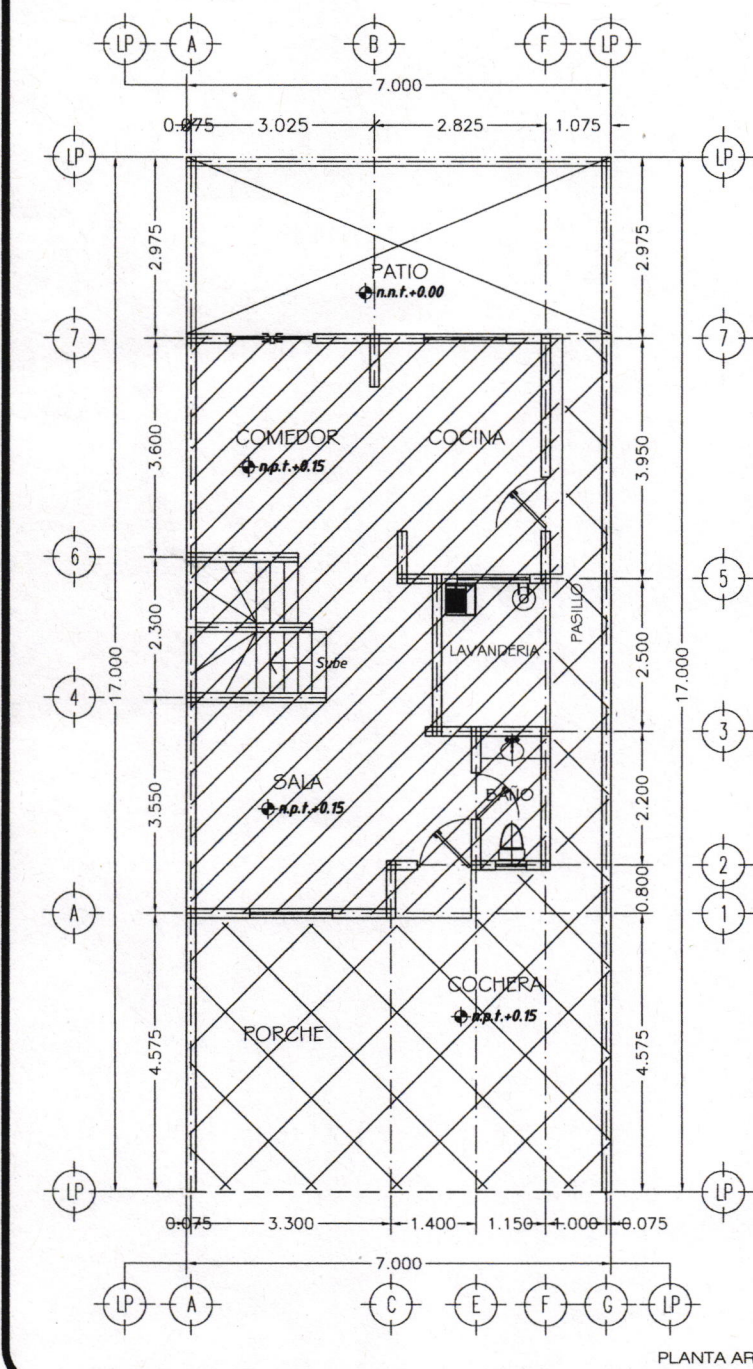 LP A B F LP
7.000
0.075 3.025 2.825 1.075
LP LP
2.975 2.975
PATIO
n.n.t.+0.00
7 7
3.600 COMEDOR COCINA 3.950
n.p.t.+0.15
6 5
17.000 2.300 LAVANDERIA PASILLO 2.500 17.000
Sube
4 3
3.550 SALA BAÑO 2.200
n.p.t.+0.15
2
0.800
A 1
4.575 COCHERA 4.575
n.p.t.+0.15
PORCHE
LP LP
0.075 3.300 1.400 1.150 1.000 0.075
7.000
LP A C E F G LP
PLANTA AR